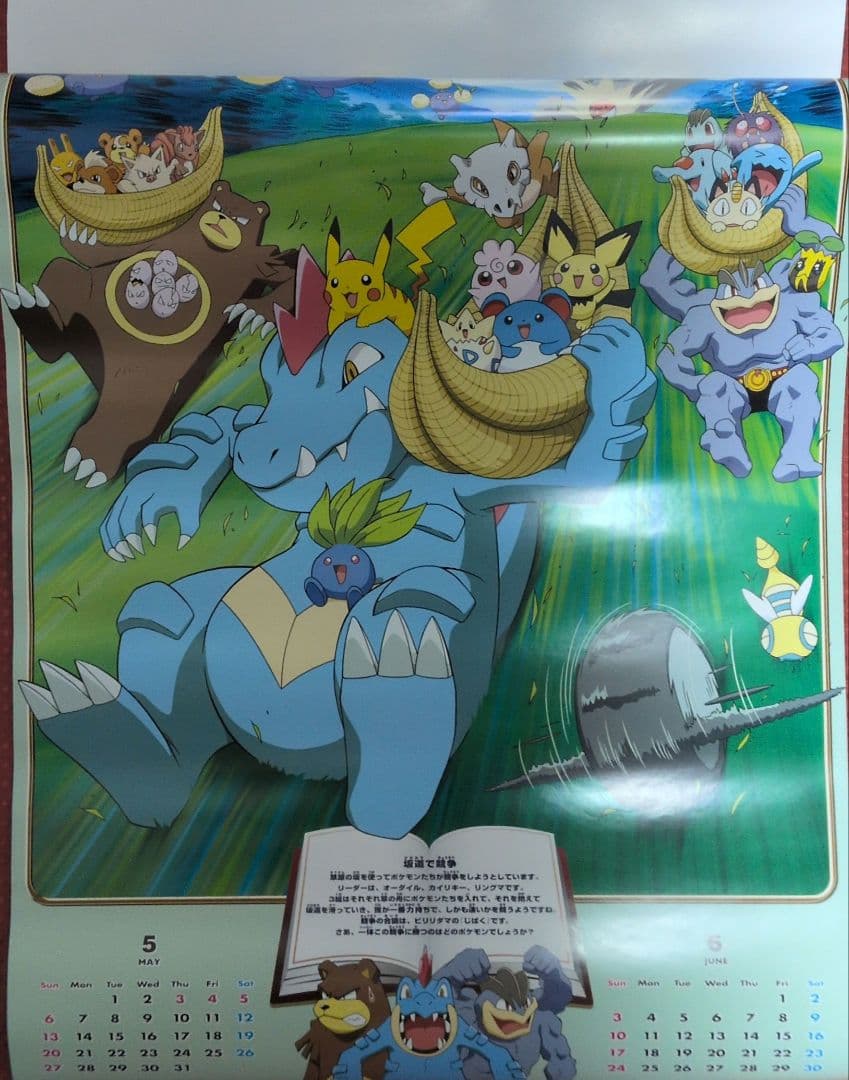 坂道で競争
草原の坂を使ってポケモンたちが競争をしようとしています。
リーダーは、オーダイル、カイリキー、リングマです。
3組はそれぞれ草の舟にポケモンたちを入れて、それを抱えて
坂道を滑っていき、誰が一番力持ちで、しかも速いかを競うようですね。
競争の合図は、ビリリダマの「じばく」です。
さあ、一体この競争に勝つのはどのポケモンでしょうか？
5
MAY
Sun Mon Tue Wed Thu Fri Sat
1 2 3 4 5
6 7 8 9 10 11 12
13 14 15 16 17 18 19
20 21 22 23 24 25 26
27 28 29 30 31
6
JUNE
Sun Mon Tue Wed Thu Fri Sat
1 2
3 4 5 6 7 8 9
10 11 12 13 14 15 16
17 18 19 20 21 22 23
24 25 26 27 28 29 30